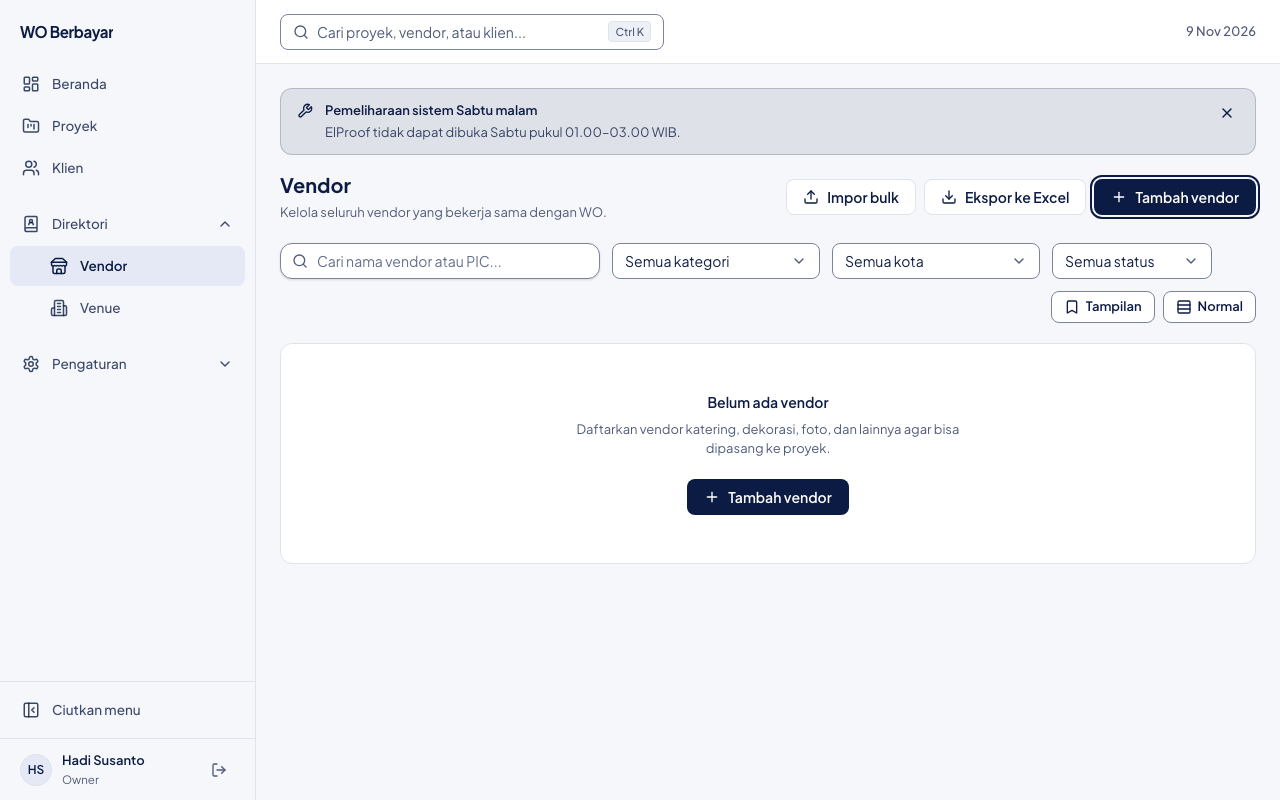 WO Berbayar
Cari proyek, vendor, atau klien...
Ctrl K
9 Nov 2026
Beranda
Proyek
Klien
Direktori
Vendor
Venue
Pengaturan
Pemeliharaan sistem Sabtu malam
ElProof tidak dapat dibuka Sabtu pukul 01.00–03.00 WIB.
Vendor
Kelola seluruh vendor yang bekerja sama dengan WO.
Impor bulk
Ekspor ke Excel
Tambah vendor
Cari nama vendor atau PIC...
Semua kategori
Semua kota
Semua status
Tampilan
Normal
Belum ada vendor
Daftarkan vendor katering, dekorasi, foto, dan lainnya agar bisa
dipasang ke proyek.
Tambah vendor
Ciutkan menu
HS
Hadi Susanto
Owner